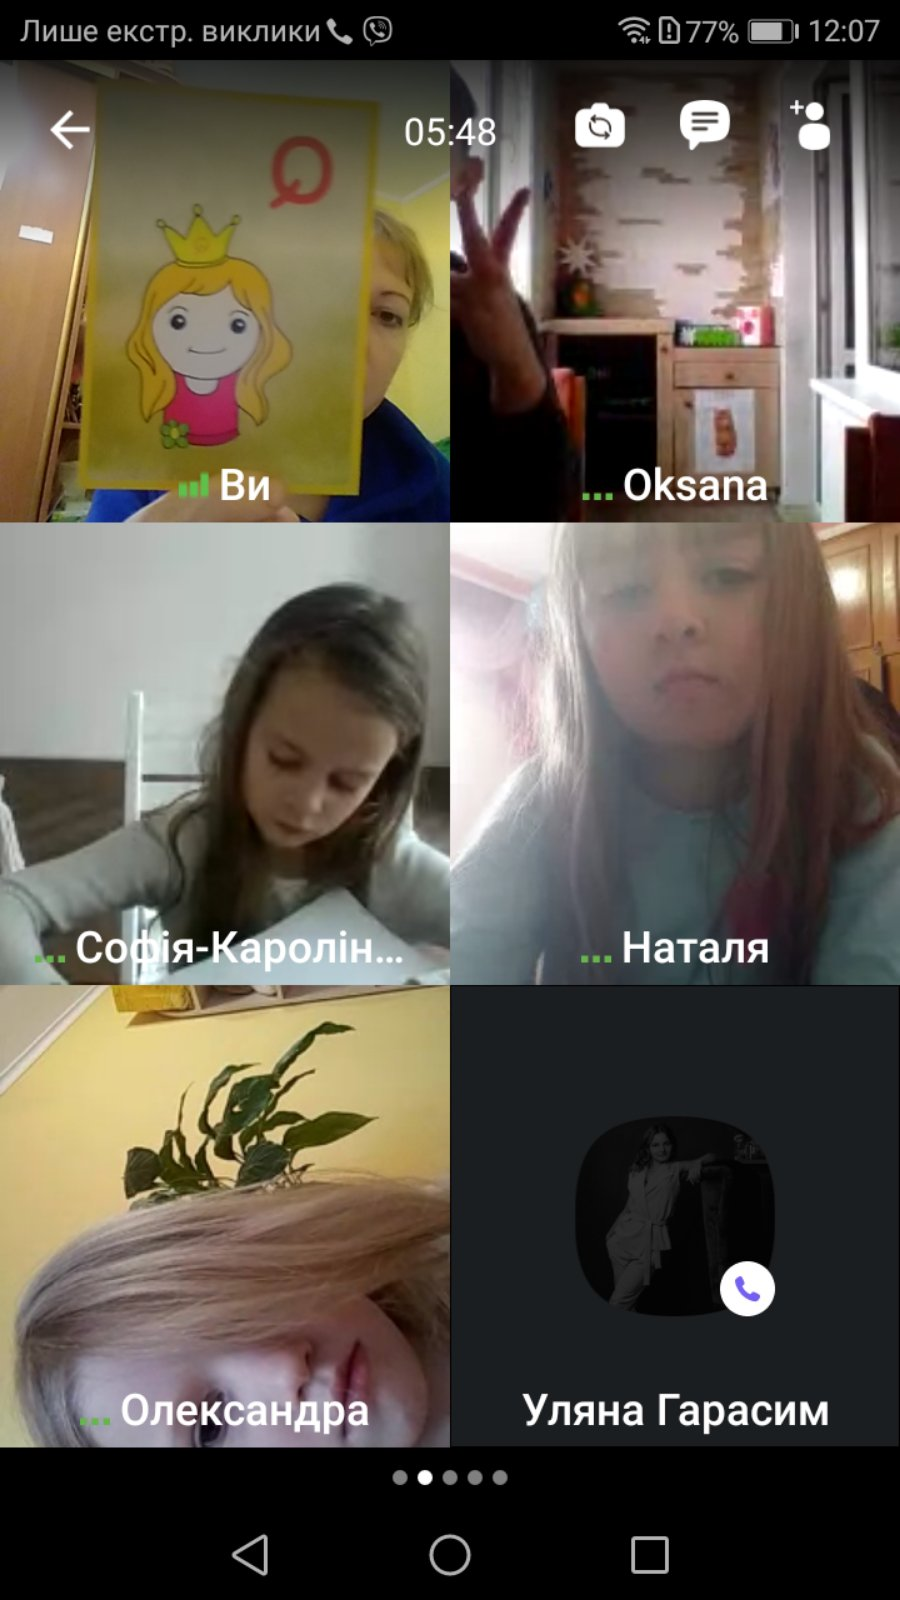 Лише екстр. виклики
77%
12:07
05:48
Q
Ви
Oksana
Софія-Каролін...
Наталя
Олександра
Уляна Гарасим